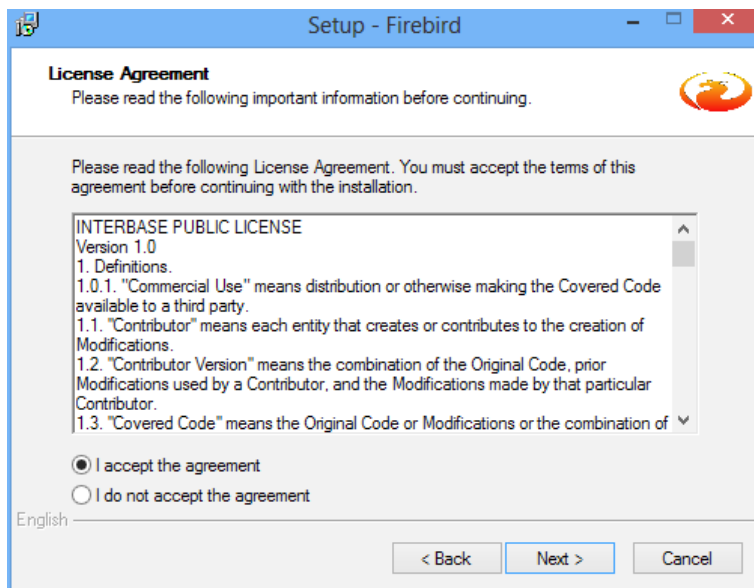 Setup - Firebird
License Agreement
Please read the following important information before continuing.
Please read the following License Agreement. You must accept the terms of this
agreement before continuing with the installation.
INTERBASE PUBLIC LICENSE
Version 1.0
1. Definitions.
1.0.1. "Commercial Use" means distribution or otherwise making the Covered Code
available to a third party.
1.1. "Contributor" means each entity that creates or contributes to the creation of
Modifications.
1.2. "Contributor Version" means the combination of the Original Code, prior
Modifications used by a Contributor, and the Modifications made by that particular
Contributor.
1.3. "Covered Code" means the Original Code or Modifications or the combination of
I accept the agreement
I do not accept the agreement
English
< Back
Next >
Cancel